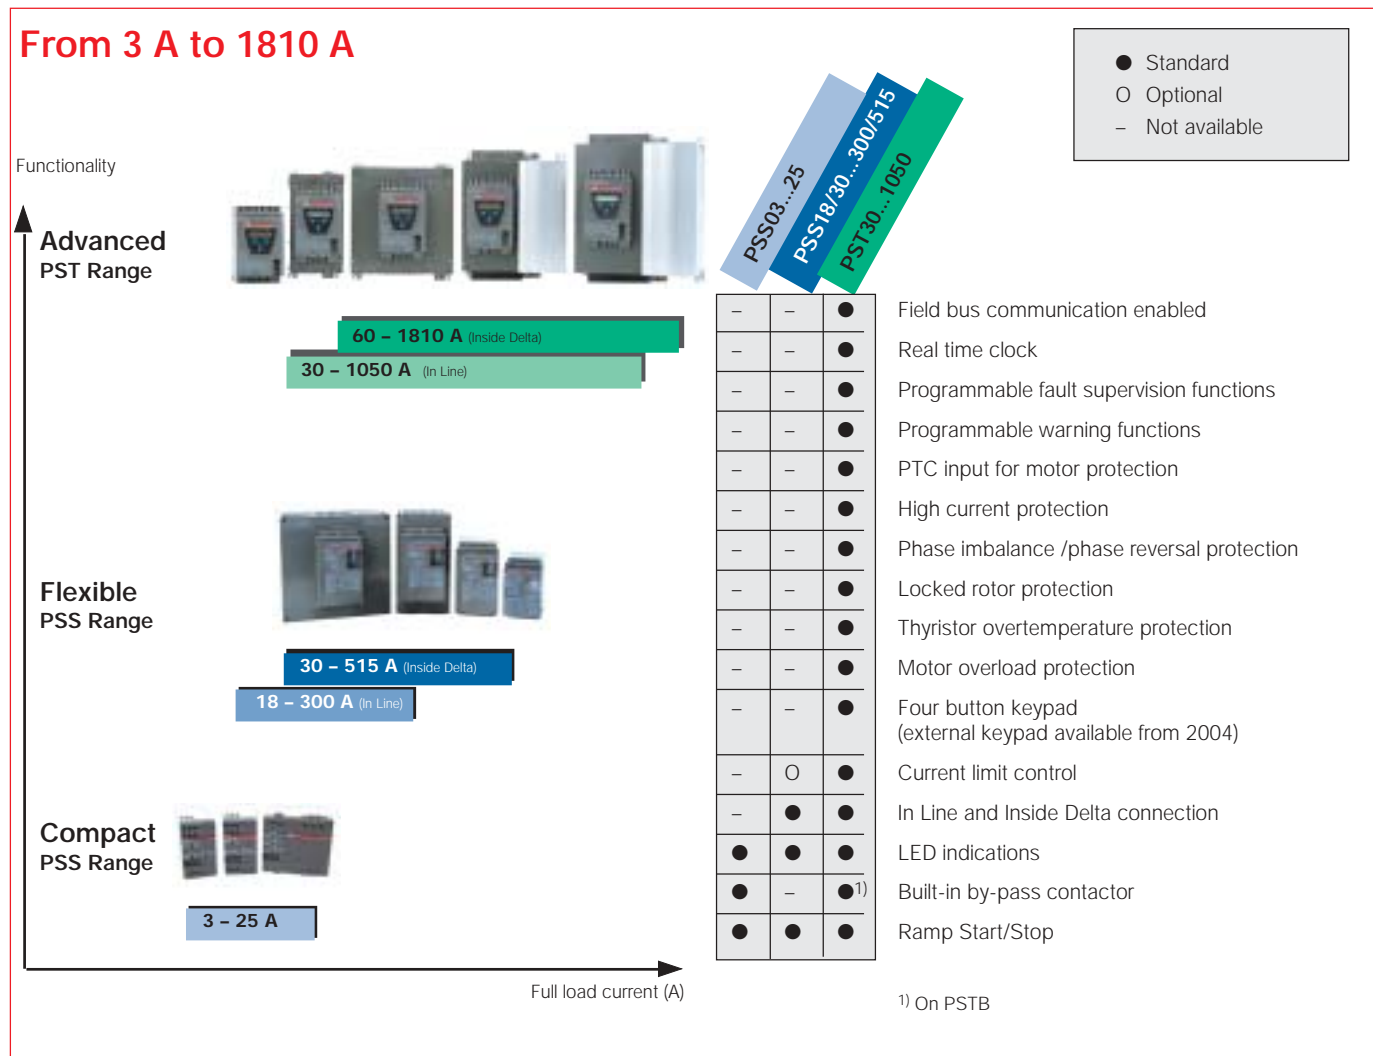 From 3 A to 1810 A
● Standard
O Optional
– Not available
Functionality
PSS03...25
PSS18/30...300/515
PST30...1050
Advanced
PST Range
60 – 1810 A (Inside Delta)
30 – 1050 A (In Line)
Flexible
PSS Range
30 – 515 A (Inside Delta)
18 – 300 A (In Line)
Compact
PSS Range
3 – 25 A
Full load current (A)
– – ● Field bus communication enabled
– – ● Real time clock
– – ● Programmable fault supervision functions
– – ● Programmable warning functions
– – ● PTC input for motor protection
– – ● High current protection
– – ● Phase imbalance /phase reversal protection
– – ● Locked rotor protection
– – ● Thyristor overtemperature protection
– – ● Motor overload protection
– – ● Four button keypad
(external keypad available from 2004)
– O ● Current limit control
– ● ● In Line and Inside Delta connection
● ● ● LED indications
● – ●1) Built-in by-pass contactor
● ● ● Ramp Start/Stop
1) On PSTB